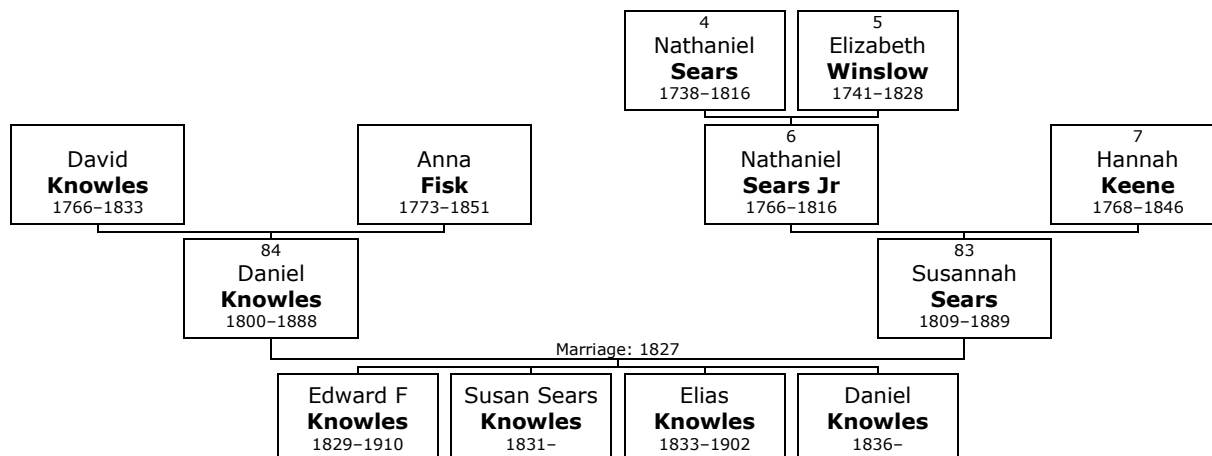 4
Nathaniel
Sears
1738–1816
5
Elizabeth
Winslow
1741–1828
David
Knowles
1766–1833
Anna
Fisk
1773–1851
6
Nathaniel
Sears Jr
1766–1816
7
Hannah
Keene
1768–1846
84
Daniel
Knowles
1800–1888
83
Susannah
Sears
1809–1889
Marriage: 1827
Edward F
Knowles
1829–1910
Susan Sears
Knowles
1831–
Elias
Knowles
1833–1902
Daniel
Knowles
1836–